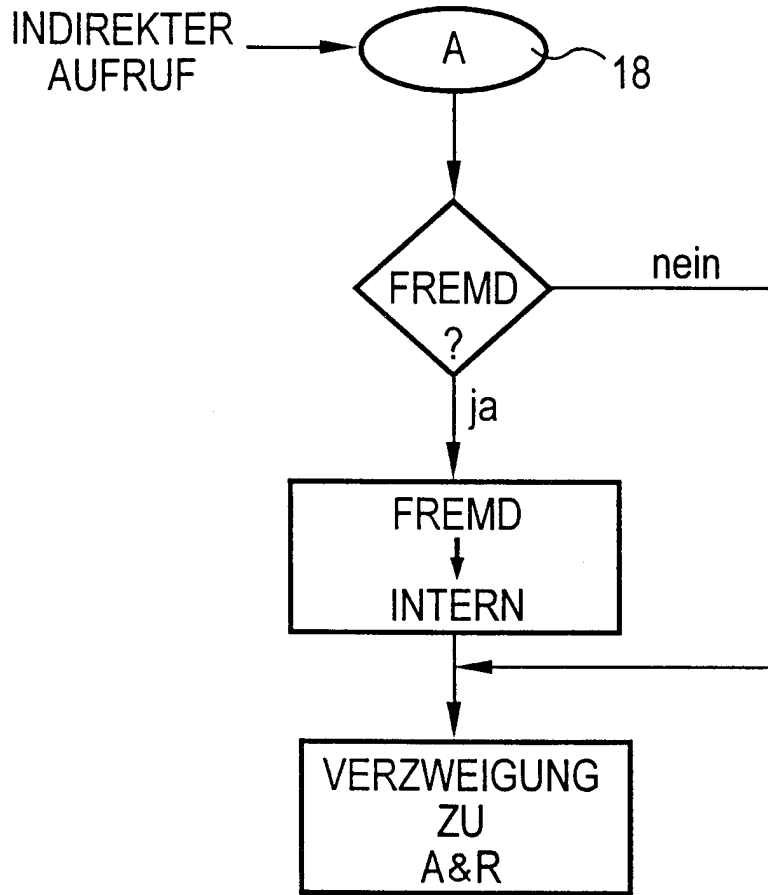 INDIREKTER
AUFRUF
A
18
FREMD
?
nein
ja
FREMD
INTERN
VERZWEIGUNG
ZU
A&R